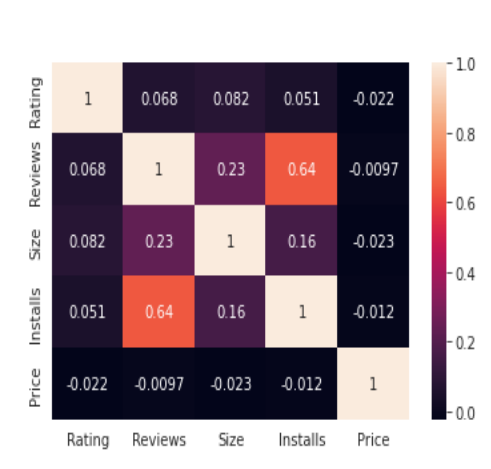 Rating 1 0.068 0.082 0.051 -0.022
Reviews 0.068 1 0.23 0.64 -0.0097
Size 0.082 0.23 1 0.16 -0.023
Installs 0.051 0.64 0.16 1 -0.012
Price -0.022 -0.0097 -0.023 -0.012 1
Rating Reviews Size Installs Price
1.0
0.8
0.6
0.4
0.2
0.0